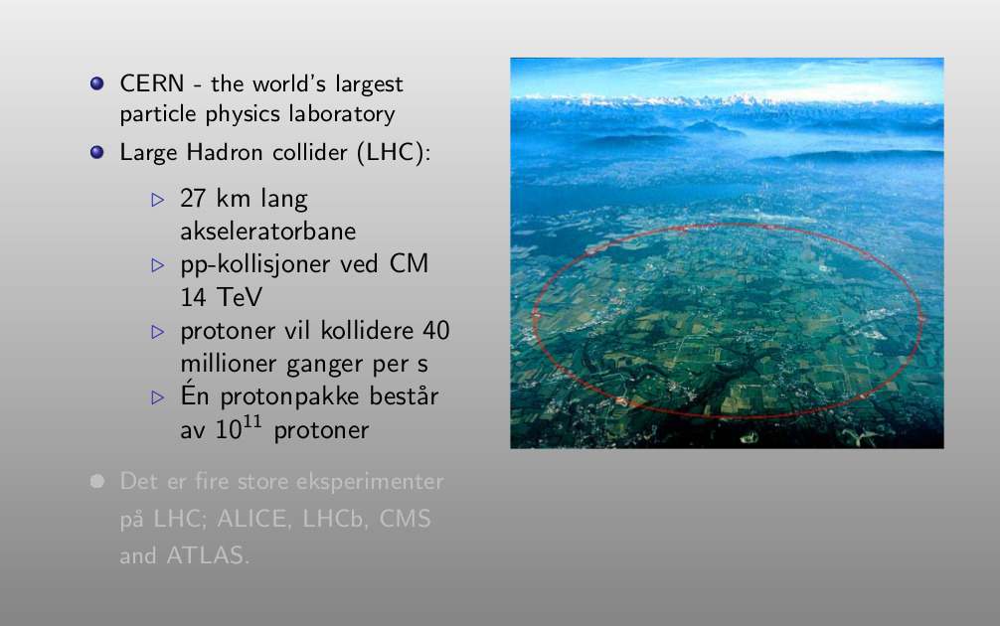 CERN - the world's largest
particle physics laboratory
Large Hadron collider (LHC):
27 km lang
akseleratorbane
pp-kollisjoner ved CM
14 TeV
protoner vil kollidere 40
millioner ganger per s
Én protonpakke består
av 10¹¹ protoner
Det er fire store eksperimenter
på LHC; ALICE, LHCb, CMS
and ATLAS.